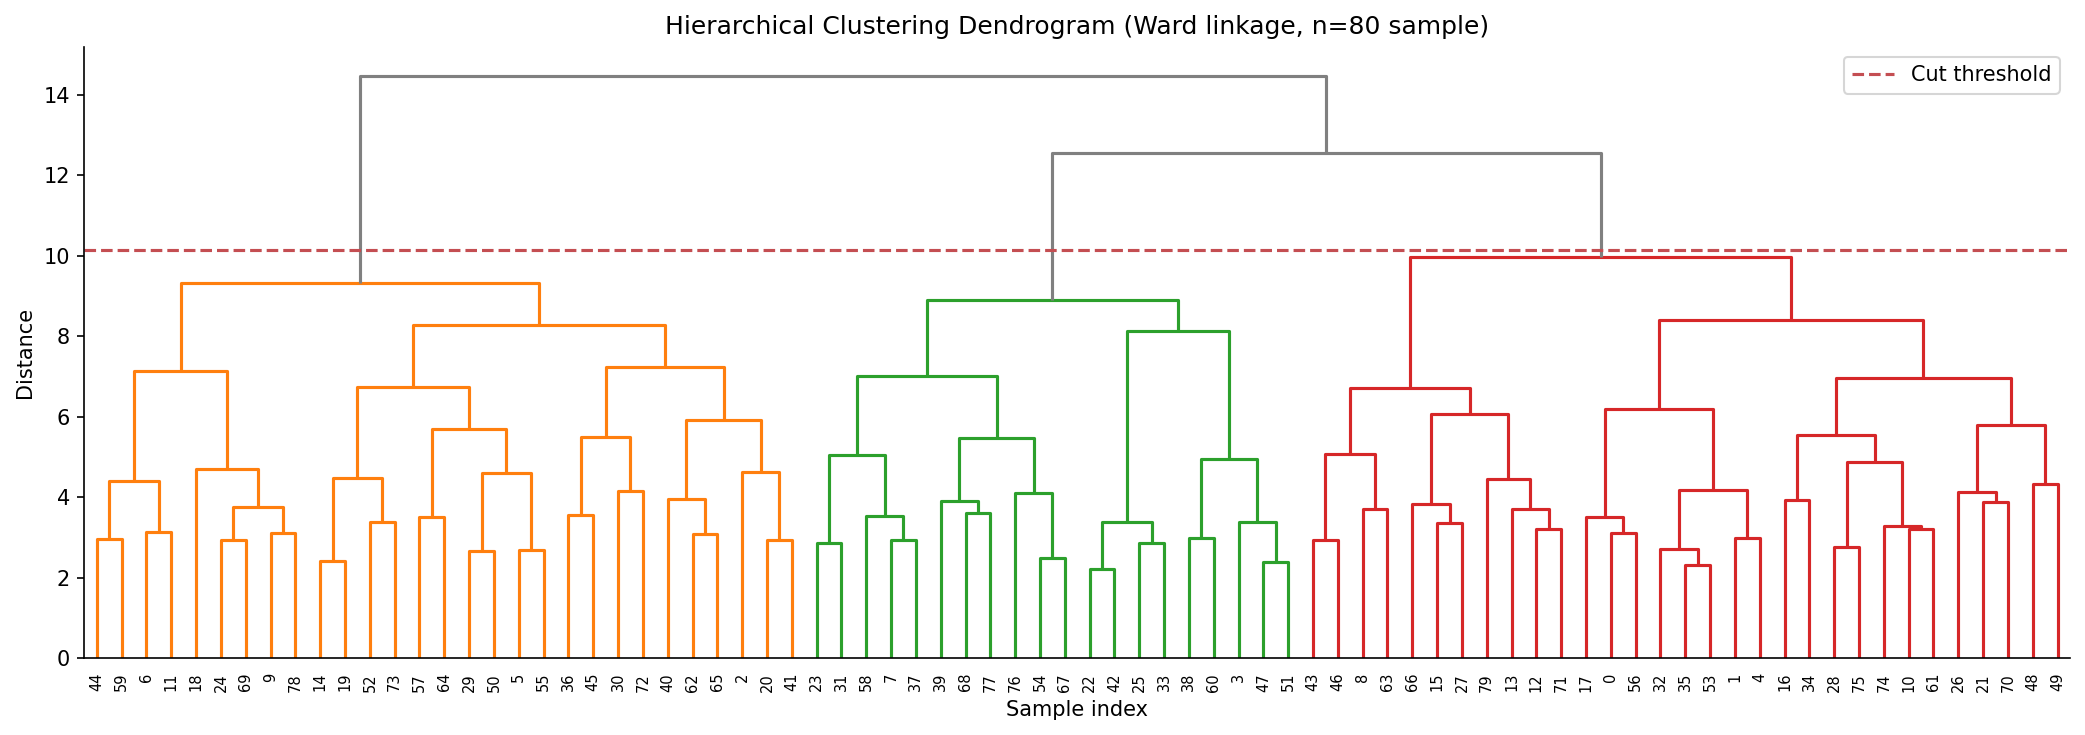 Hierarchical Clustering Dendrogram (Ward linkage, n=80 sample)
Cut threshold
14
12
10
8
6
4
2
0
Distance
44 59 6 11 18 24 69 9 78 14 19 52 73 57 64 29 50 5 55 36 45 30 72 40 62 65 2 20 41 23 31 58 7 37 39 68 77 76 54 67 22 42 25 33 38 60 3 47 51 43 46 8 63 66 15 27 79 13 12 71 17 0 56 32 35 53 1 4 16 34 28 75 74 10 61 26 21 70 48 49
Sample index